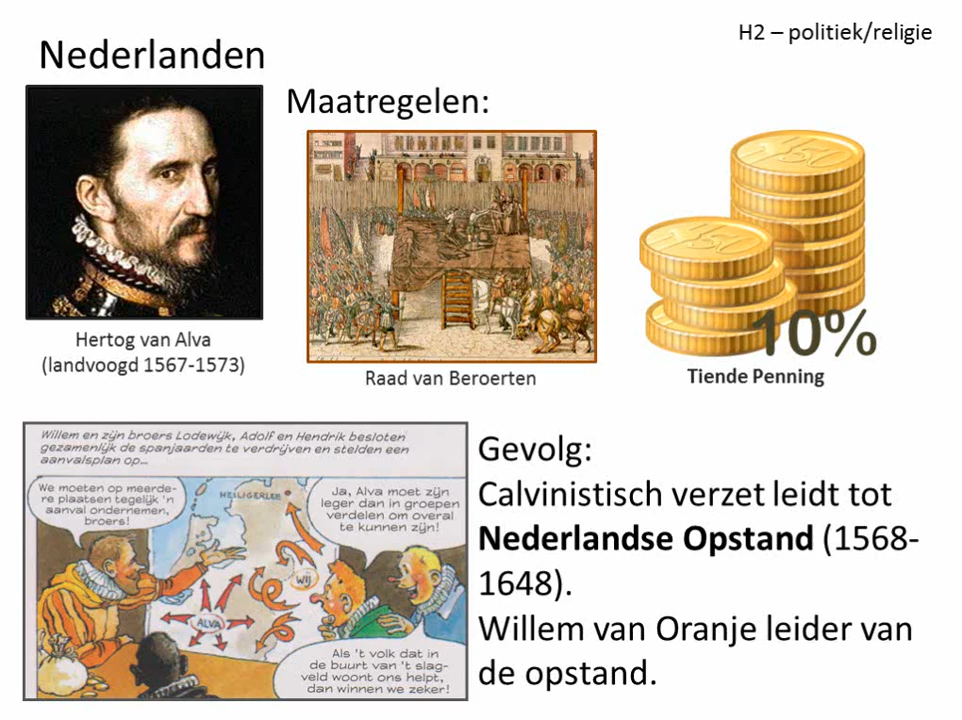 H2 – politiek/religie
Nederlanden
Maatregelen:
Hertog van Alva
(landvoogd 1567-1573)
Raad van Beroerten
10%
Tiende Penning
Willem en zijn broers Lodewijk, Adolf en Hendrik besloten
gezamenlijk de spanjaarden te verdrijven en stelden een
aanvalsplan op...
We moeten op meerde-
re plaatsen tegelijk 'n
aanval ondernemen,
broers!
HEILIGERLEE
Ja, Alva moet zijn
leger dan in groepen
verdelen om overal
te kunnen zijn!
WIJ
ALVA
Als 't volk dat in
de buurt van 't slag-
veld woont ons helpt,
dan winnen we zeker!
Gevolg:
Calvinistisch verzet leidt tot
Nederlandse Opstand (1568-
1648).
Willem van Oranje leider van
de opstand.